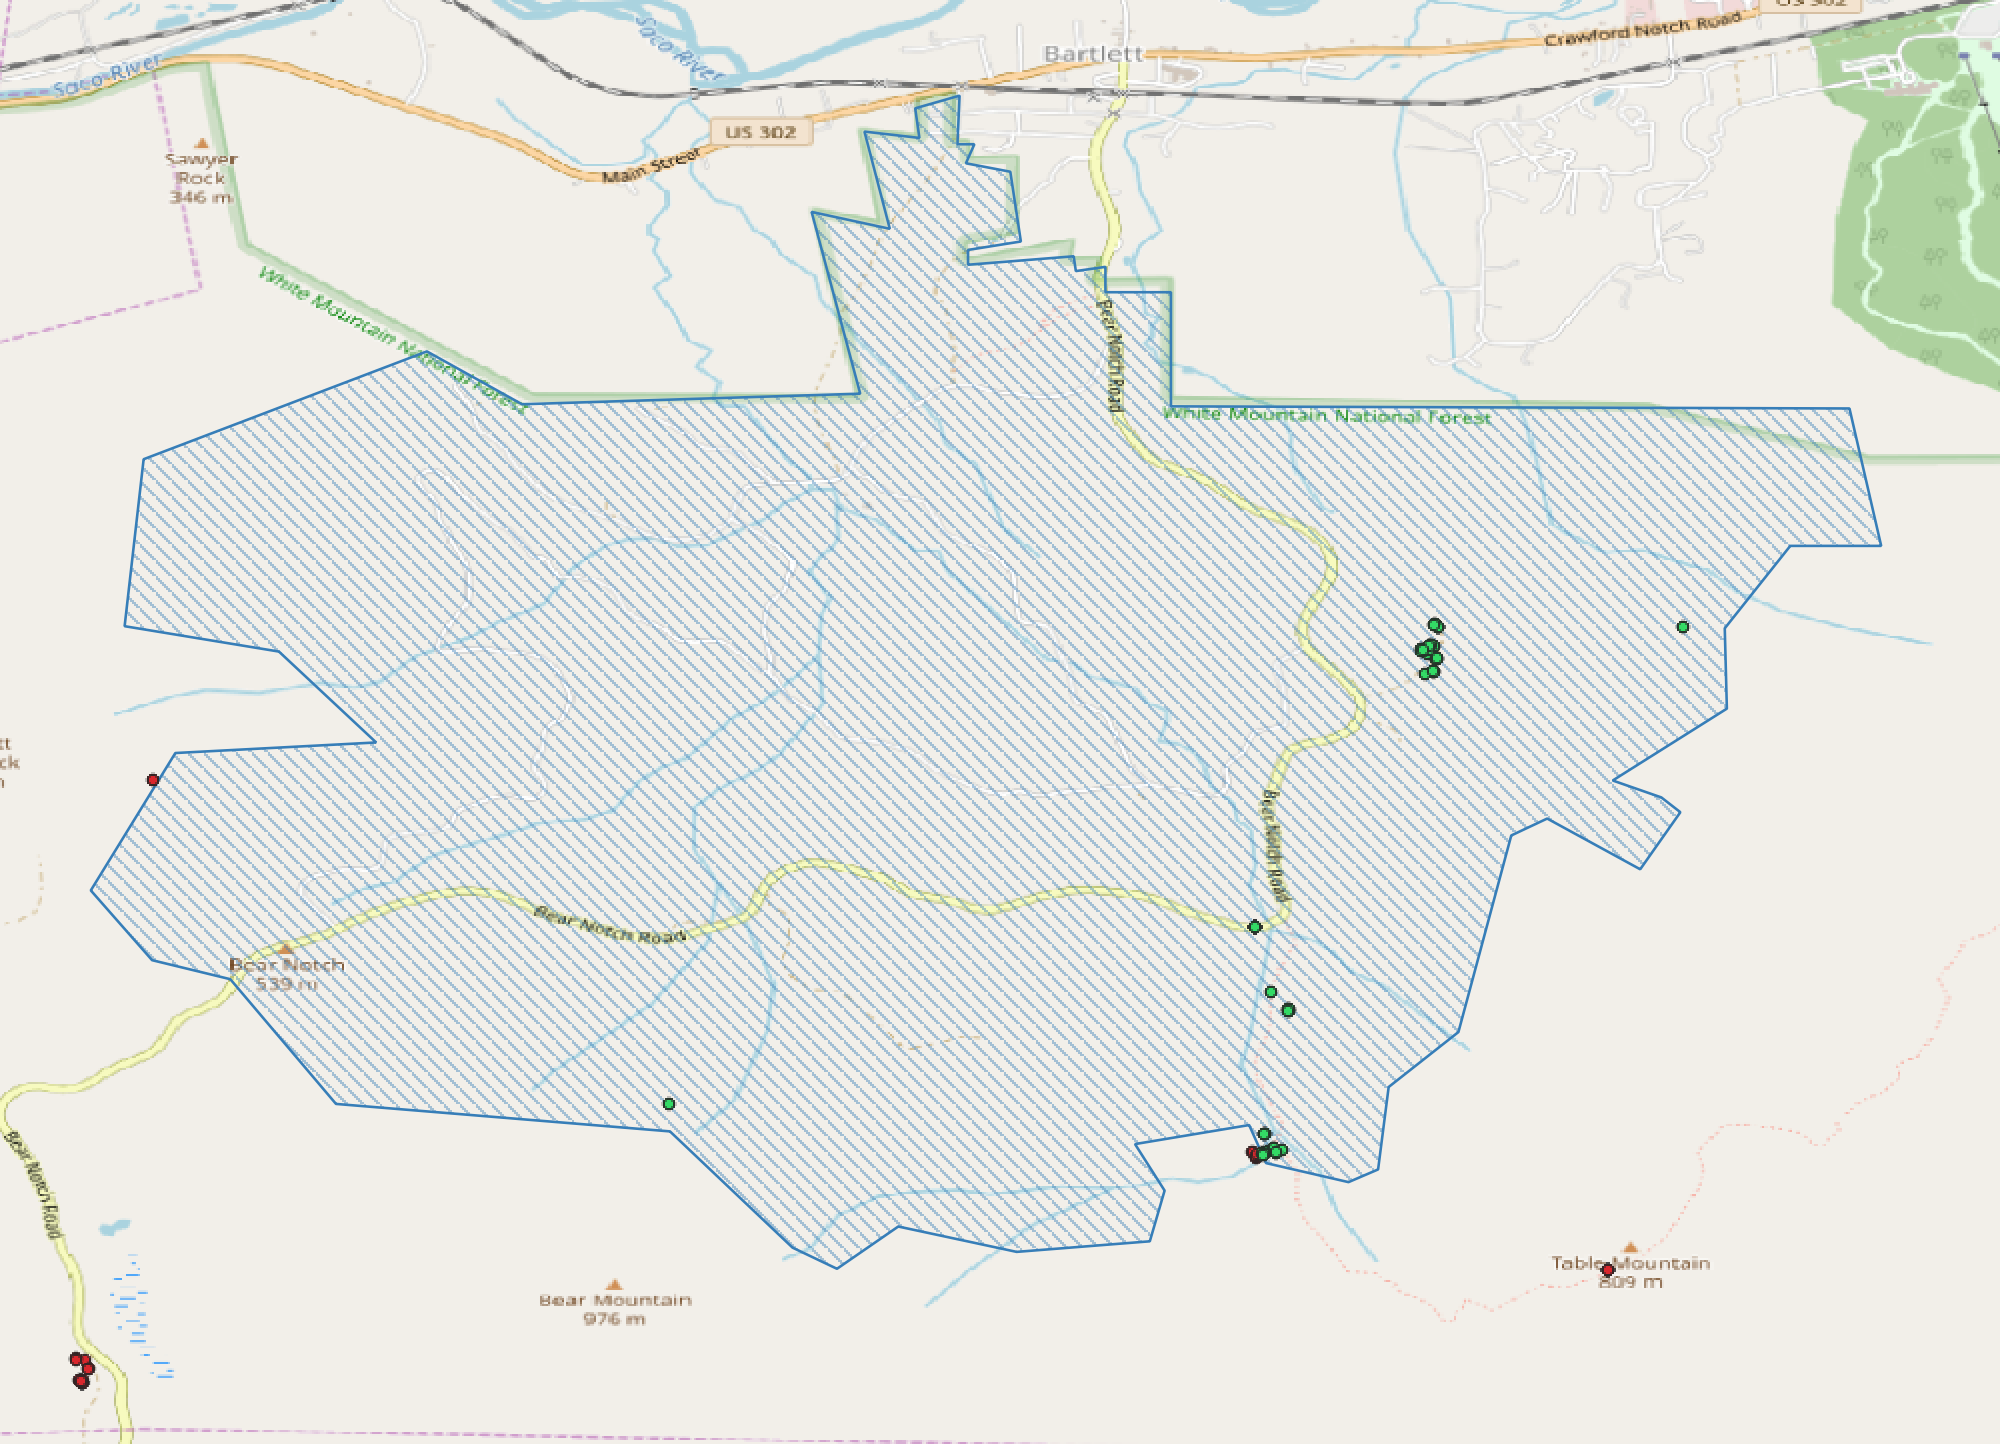 US 302
Crawford Notch Road
Soco River
Bartlett
Saco River
US 302
Main Street
Sawyer
Rock
346 m
White Mountain National Forest
Bear Notch Road
White Mountain National Forest
Bear Notch Road
Bear Notch Road
Bear Notch
539 m
Bear Notch Road
Table Mountain
809 m
Bear Mountain
976 m